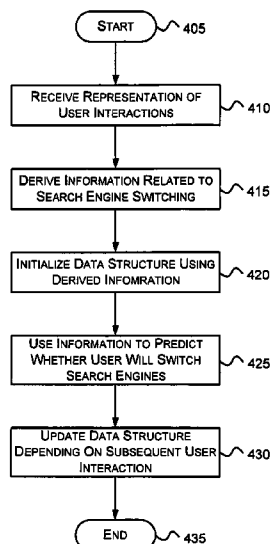 START
405
RECEIVE REPRESENTATION OF
USER INTERACTIONS
410
DERIVE INFORMATION RELATED TO
SEARCH ENGINE SWITCHING
415
INITIALIZE DATA STRUCTURE USING
DERIVED INFOMRATION
420
USE INFORMATION TO PREDICT
WHETHER USER WILL SWITCH
SEARCH ENGINES
425
UPDATE DATA STRUCTURE
DEPENDING ON SUBSEQUENT USER
INTERACTION
430
END
435